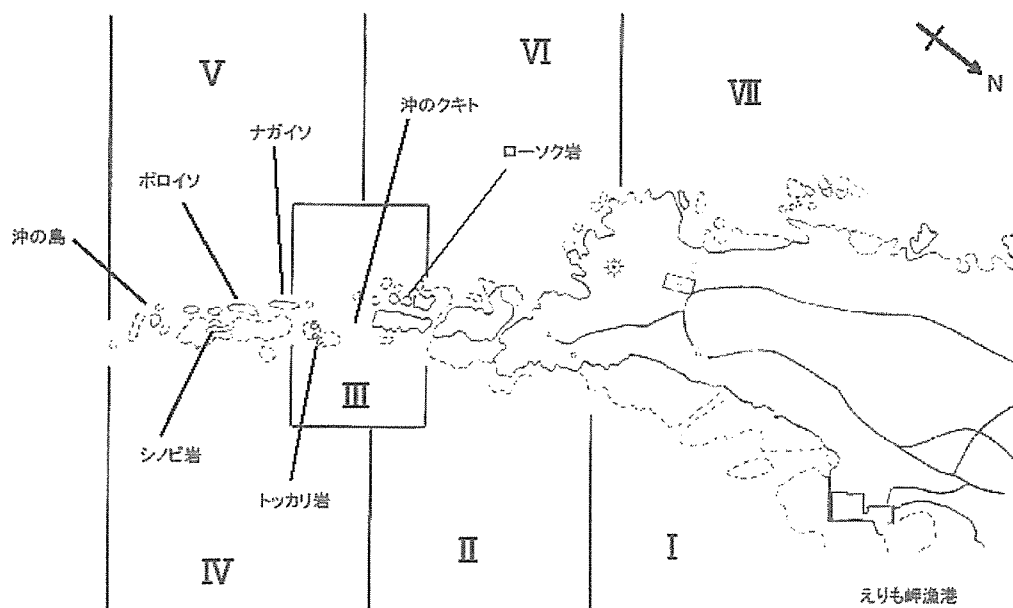 V
VI
VII
N
沖のクキト
ナガイソ
ローソク岩
ボロイソ
沖の島
III
シノビ岩
トッカリ岩
IV
II
I
えりも岬漁港